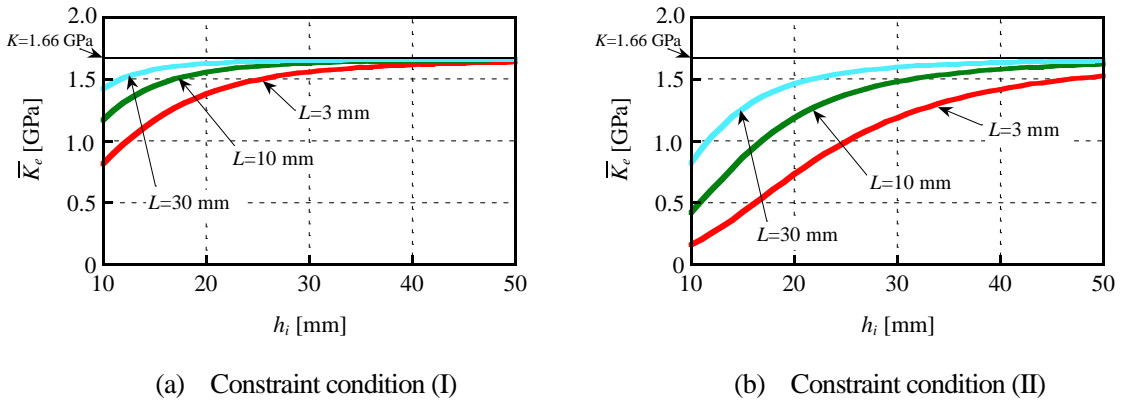 2.0
K=1.66 GPa
1.5
1.0
0.5
0
K̅e [GPa]
L=3 mm
L=10 mm
L=30 mm
10 20 30 40 50
hi [mm]
(a) Constraint condition (I)
2.0
K=1.66 GPa
1.5
1.0
0.5
0
K̅e [GPa]
L=3 mm
L=10 mm
L=30 mm
10 20 30 40 50
hi [mm]
(b) Constraint condition (II)